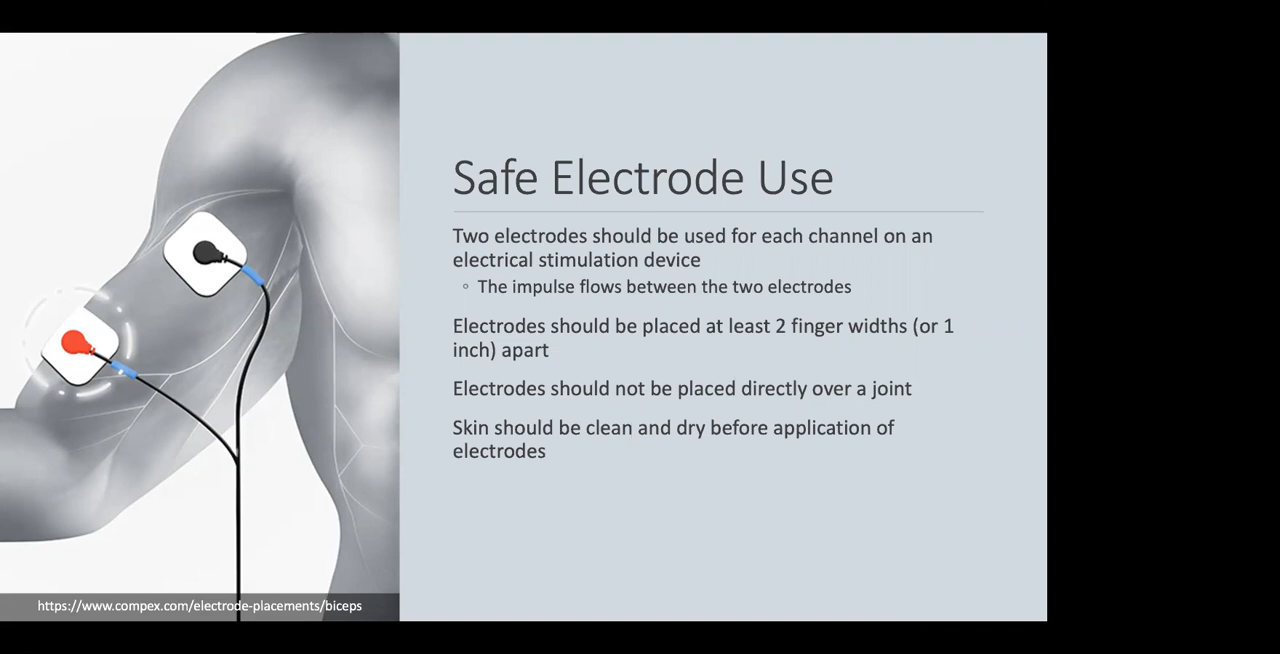 Safe Electrode Use
Two electrodes should be used for each channel on an
electrical stimulation device
◦ The impulse flows between the two electrodes
Electrodes should be placed at least 2 finger widths (or 1
inch) apart
Electrodes should not be placed directly over a joint
Skin should be clean and dry before application of
electrodes
https://www.compex.com/electrode-placements/biceps